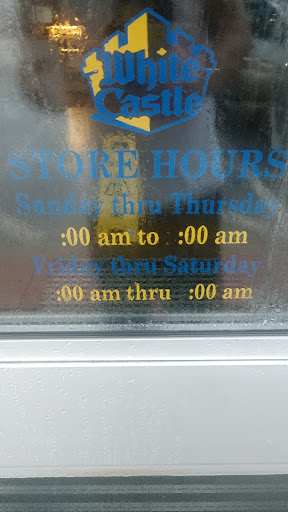 White
Castle
STORE HOURS
Sunday thru Thursday
:00 am to :00 am
Friday thru Saturday
:00 am thru :00 am